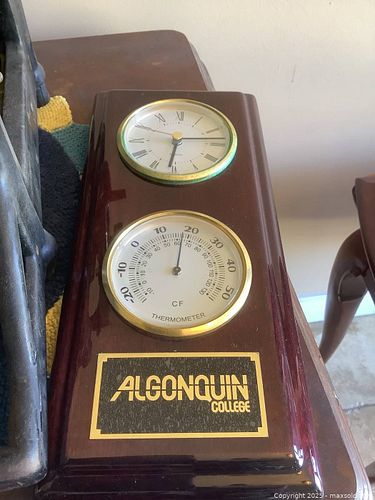 -20 -10 0 10 20 30 40 50
C F
THERMOMETER
ALGONQUIN
COLLEGE
Copyright 2025 - maxsold